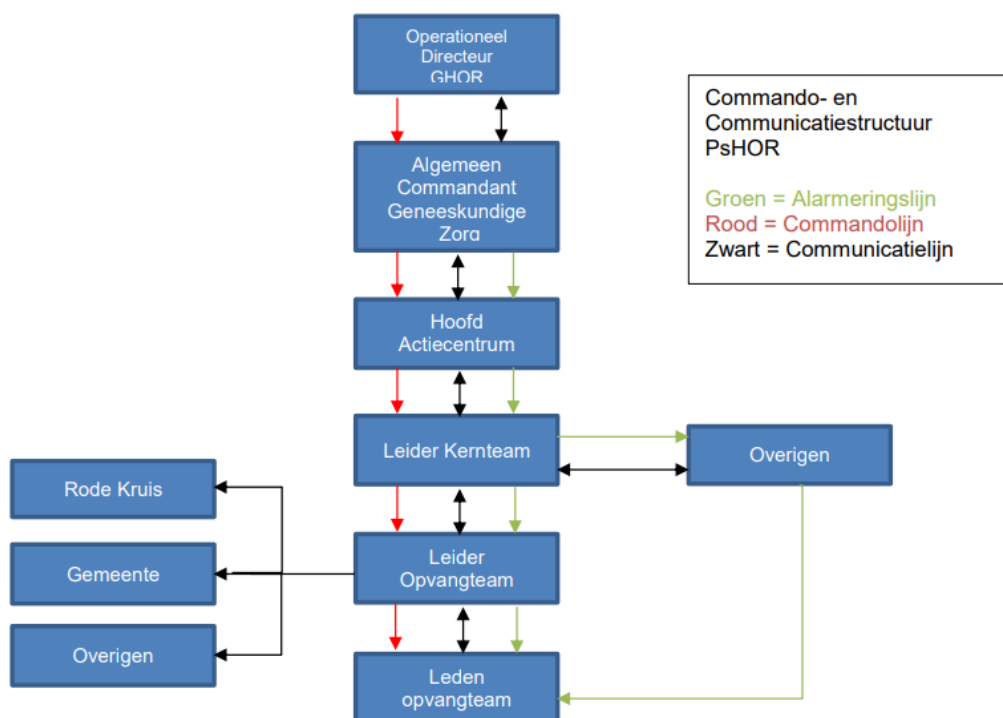 Operationeel
Directeur
GHOR
Commando- en
Communicatiestructuur
PsHOR
Groen = Alarmeringslijn
Rood = Commandolijn
Zwart = Communicatielijn
Algemeen
Commandant
Geneeskundige
Zorg
Hoofd
Actiecentrum
Leider Kernteam
Overigen
Rode Kruis
Gemeente
Overigen
Leider
Opvangteam
Leden
opvangteam